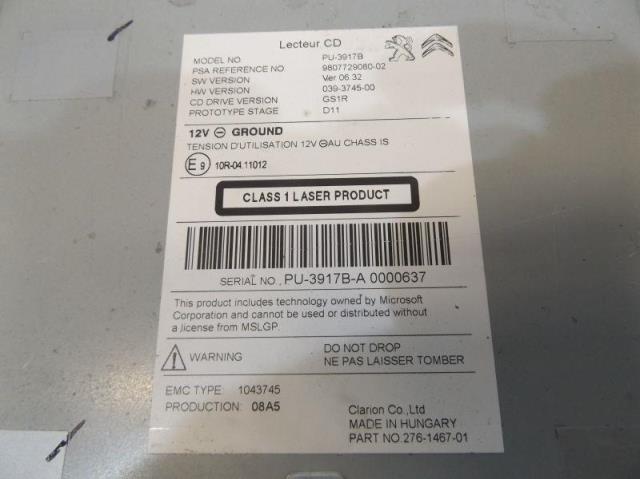 Lecteur CD
MODEL NO. PU-3917B
PSA REFERENCE NO. 9807729080-02
SW VERSION Ver 06.32
HW VERSION 039-3745-00
CD DRIVE VERSION GS1R
PROTOTYPE STAGE D11
12V ⊖ GROUND
TENSION D'UTILISATION 12V ⊖AU CHASS IS
E9 10R-04.11012
CLASS 1 LASER PRODUCT
SERIAL NO., PU-3917B-A 0000637
This product includes technology owned by Microsoft
Corporation and cannot be used or distributed without
a license from MSLGP.
WARNING DO NOT DROP
NE PAS LAISSER TOMBER
EMC TYPE 1043745
PRODUCTION: 08A5 Clarion Co.,Ltd
MADE IN HUNGARY
PART NO.276-1467-01